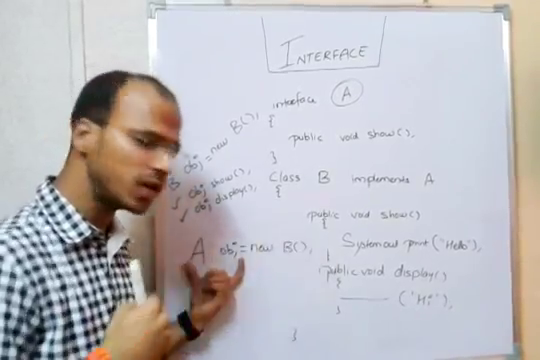 INTERFACE
interface A
{
public void show();
}
B obj = new B();
obj show();
obj display();
Class B implements A
{
public void show()
{
System out print ("Hello");
}
public void display()
{
("Hi");
}
}
A obj = new B();